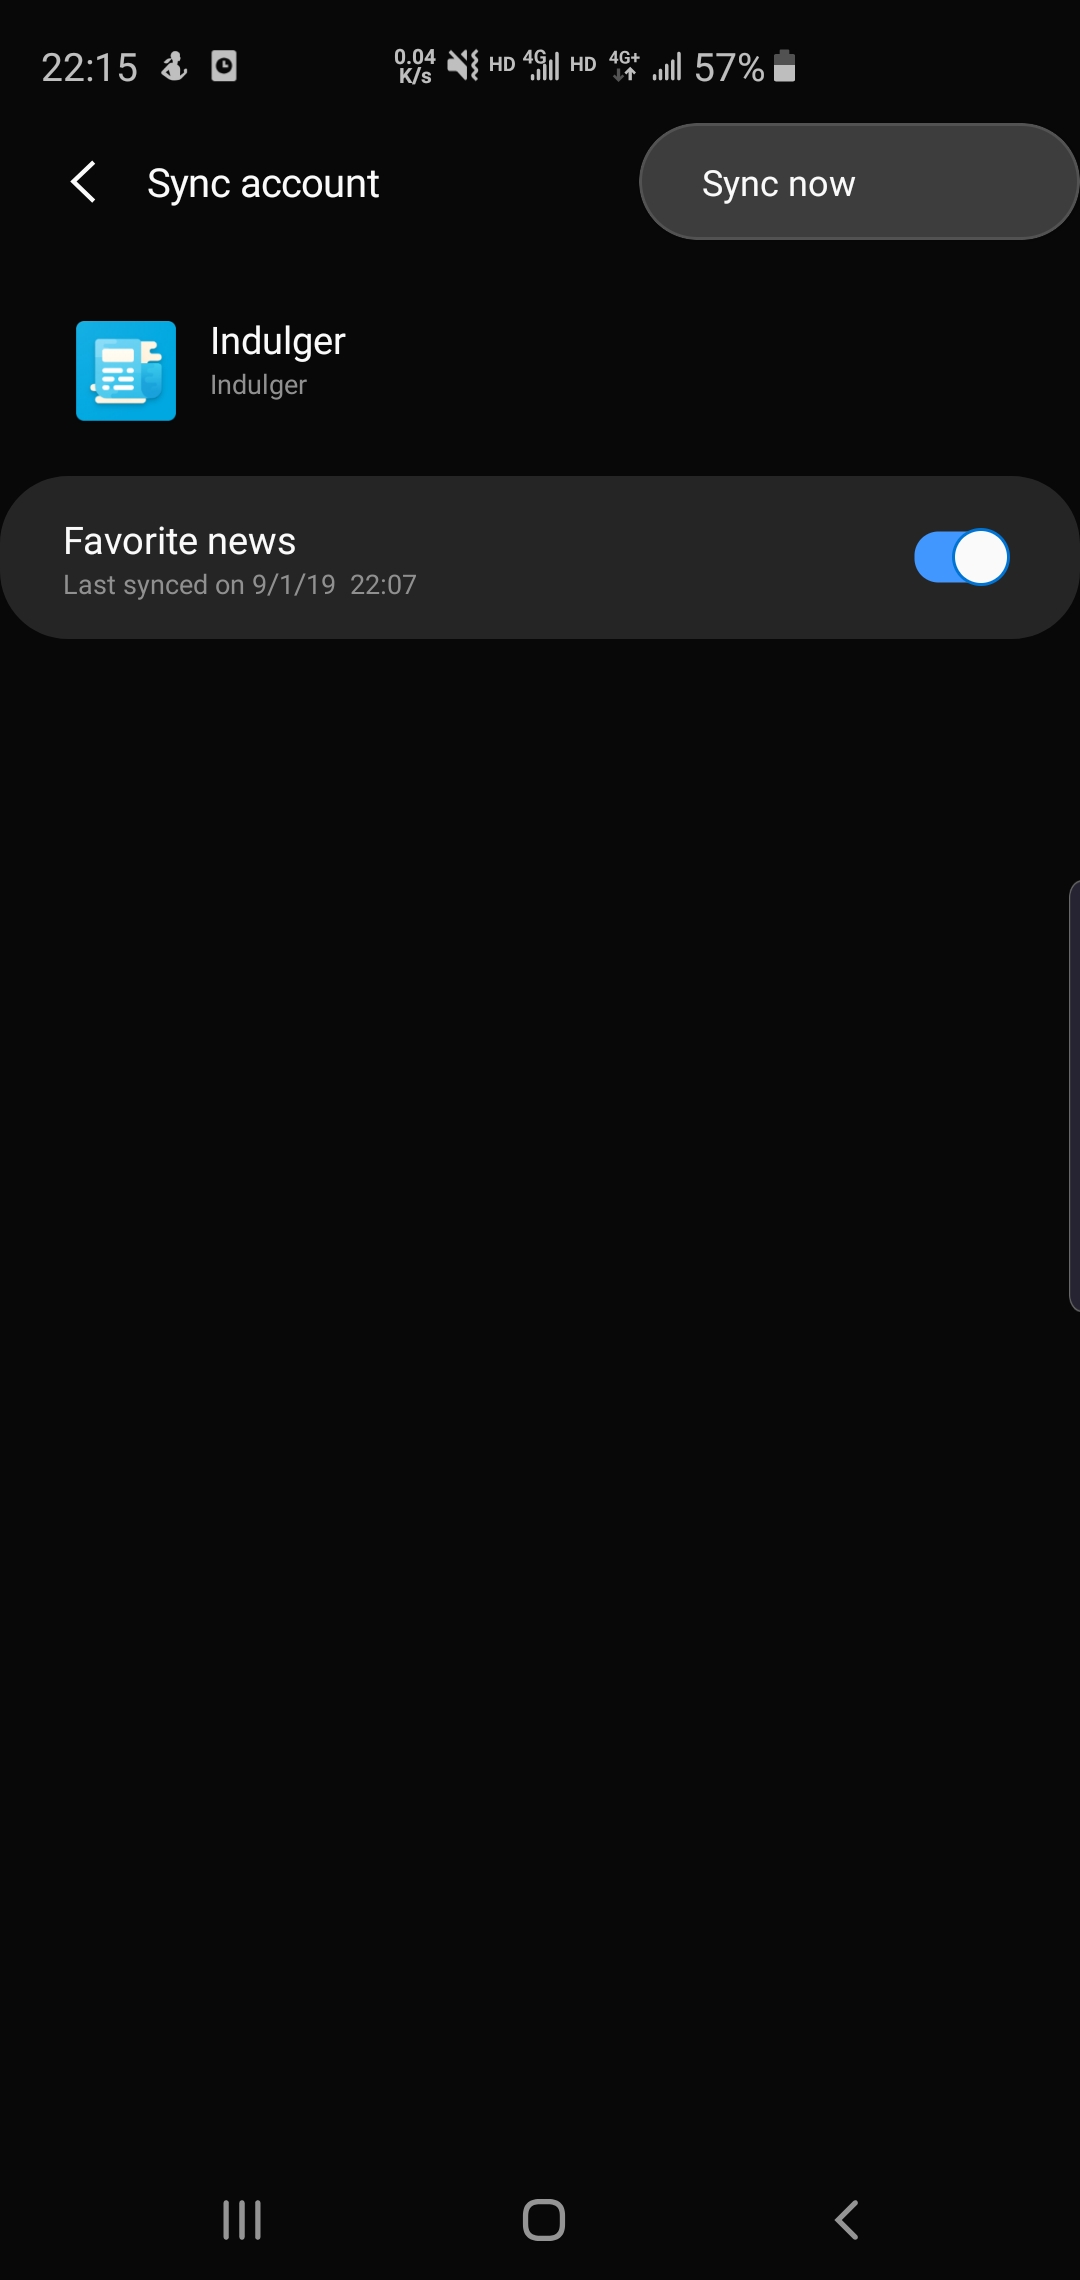 22:15 0.04 K/s HD 4G HD 4G+ 57%
Sync account
Sync now
Indulger
Indulger
Favorite news
Last synced on 9/1/19 22:07